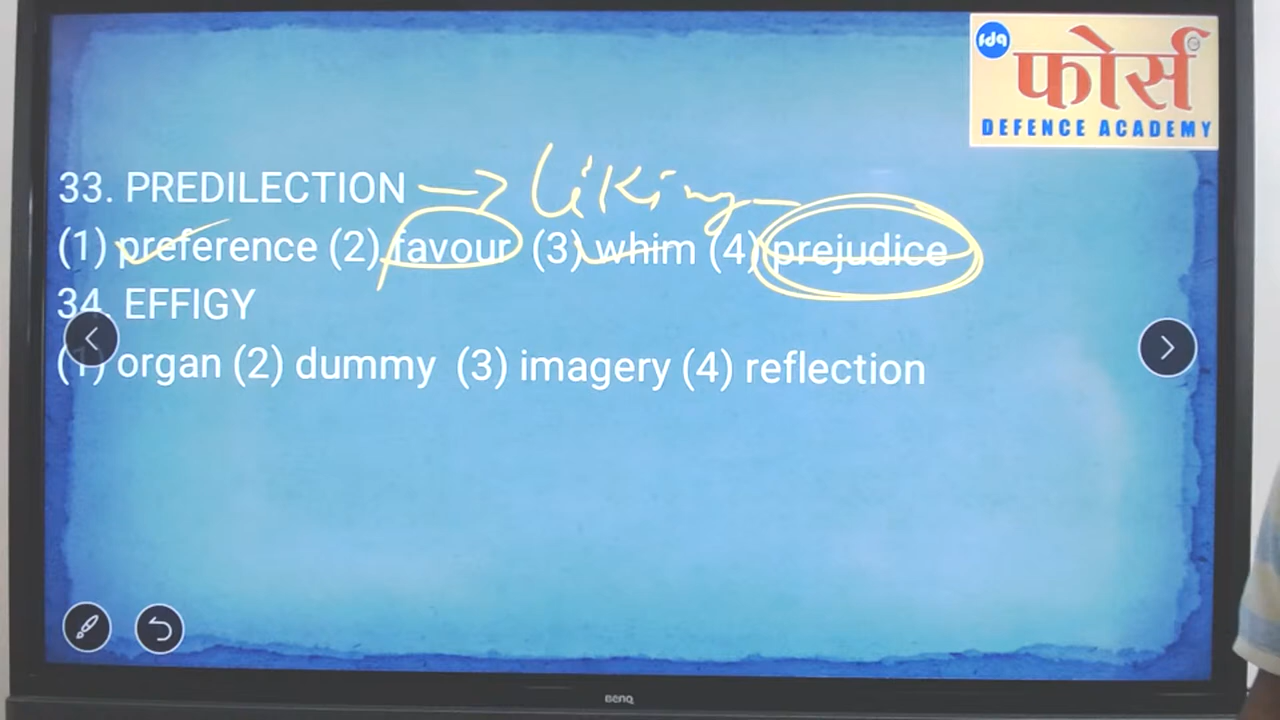 fdq
फोर्स
DEFENCE ACADEMY
33. PREDILECTION → liking
(1) preference (2) favour (3) whim (4) prejudice
34. EFFIGY
(1) organ (2) dummy (3) imagery (4) reflection
BenQ